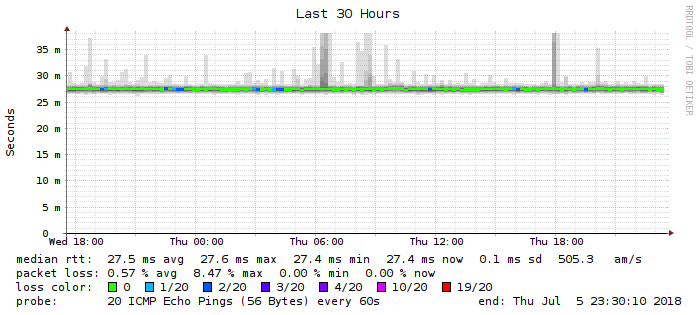 Last 30 Hours
RRDTOOL / TOBI OETIKER
Seconds
35 m
30 m
25 m
20 m
15 m
10 m
5 m
0
Wed 18:00 Thu 00:00 Thu 06:00 Thu 12:00 Thu 18:00
median rtt: 27.5 ms avg 27.6 ms max 27.4 ms min 27.4 ms now 0.1 ms sd 505.3 am/s
packet loss: 0.57 % avg 8.47 % max 0.00 % min 0.00 % now
loss color: 0 1/20 2/20 3/20 4/20 10/20 19/20
probe: 20 ICMP Echo Pings (56 Bytes) every 60s end: Thu Jul 5 23:30:10 2018